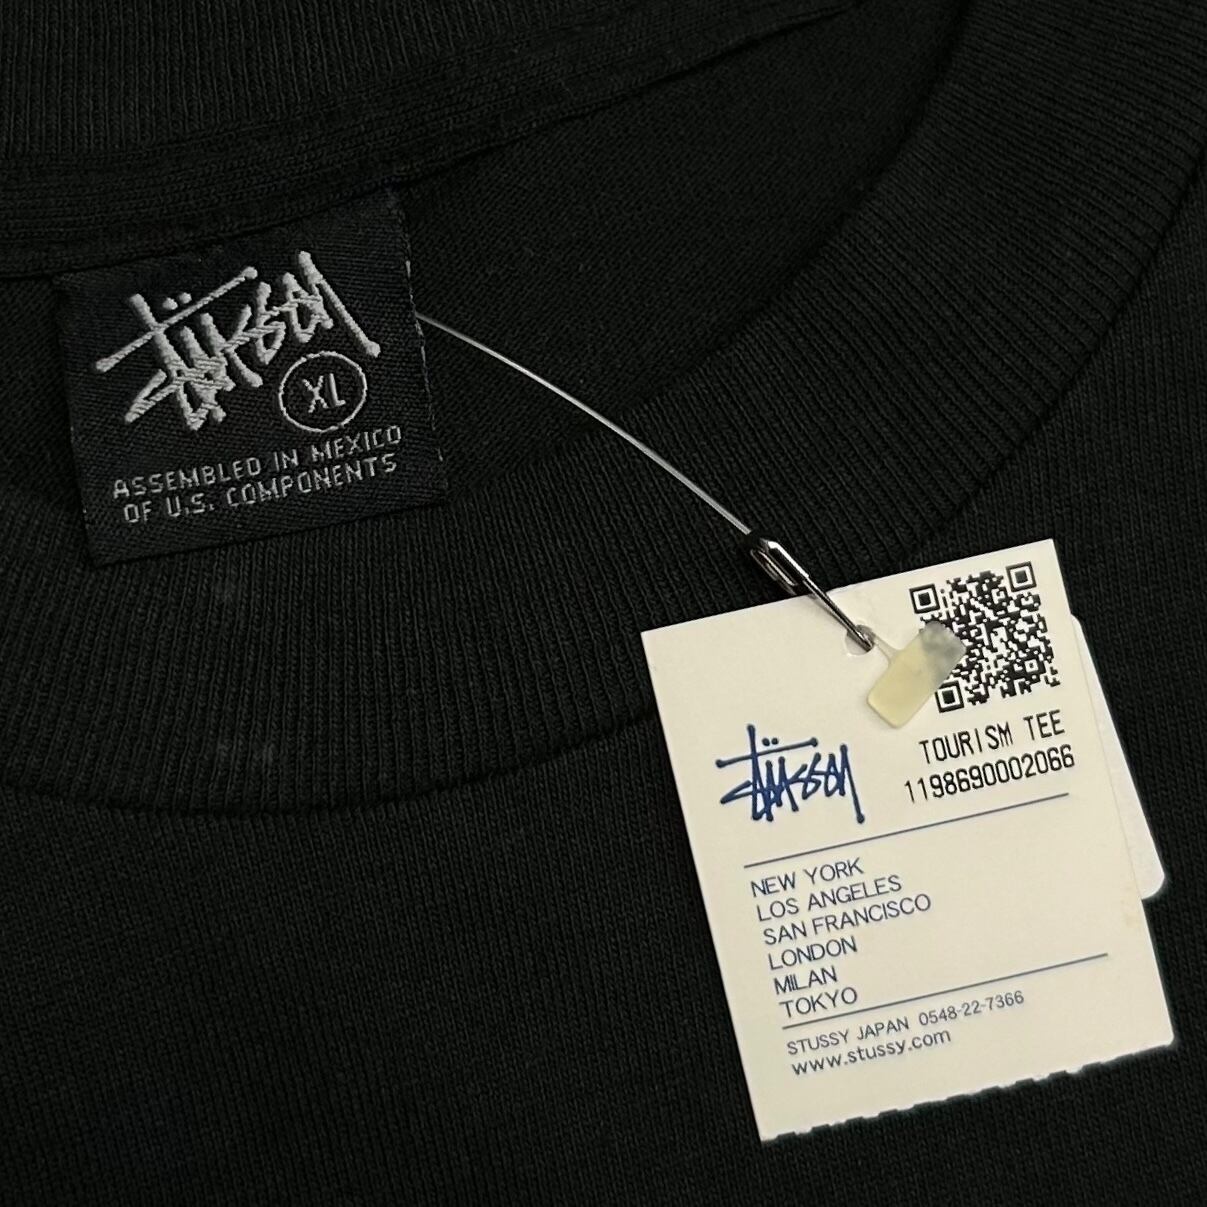 Stüssy
XL
ASSEMBLED IN MEXICO
OF U.S. COMPONENTS
TOURISM TEE
1198690002066
Stüssy
NEW YORK
LOS ANGELES
SAN FRANCISCO
LONDON
MILAN
TOKYO
STUSSY JAPAN 0548-22-7366
www.stussy.com